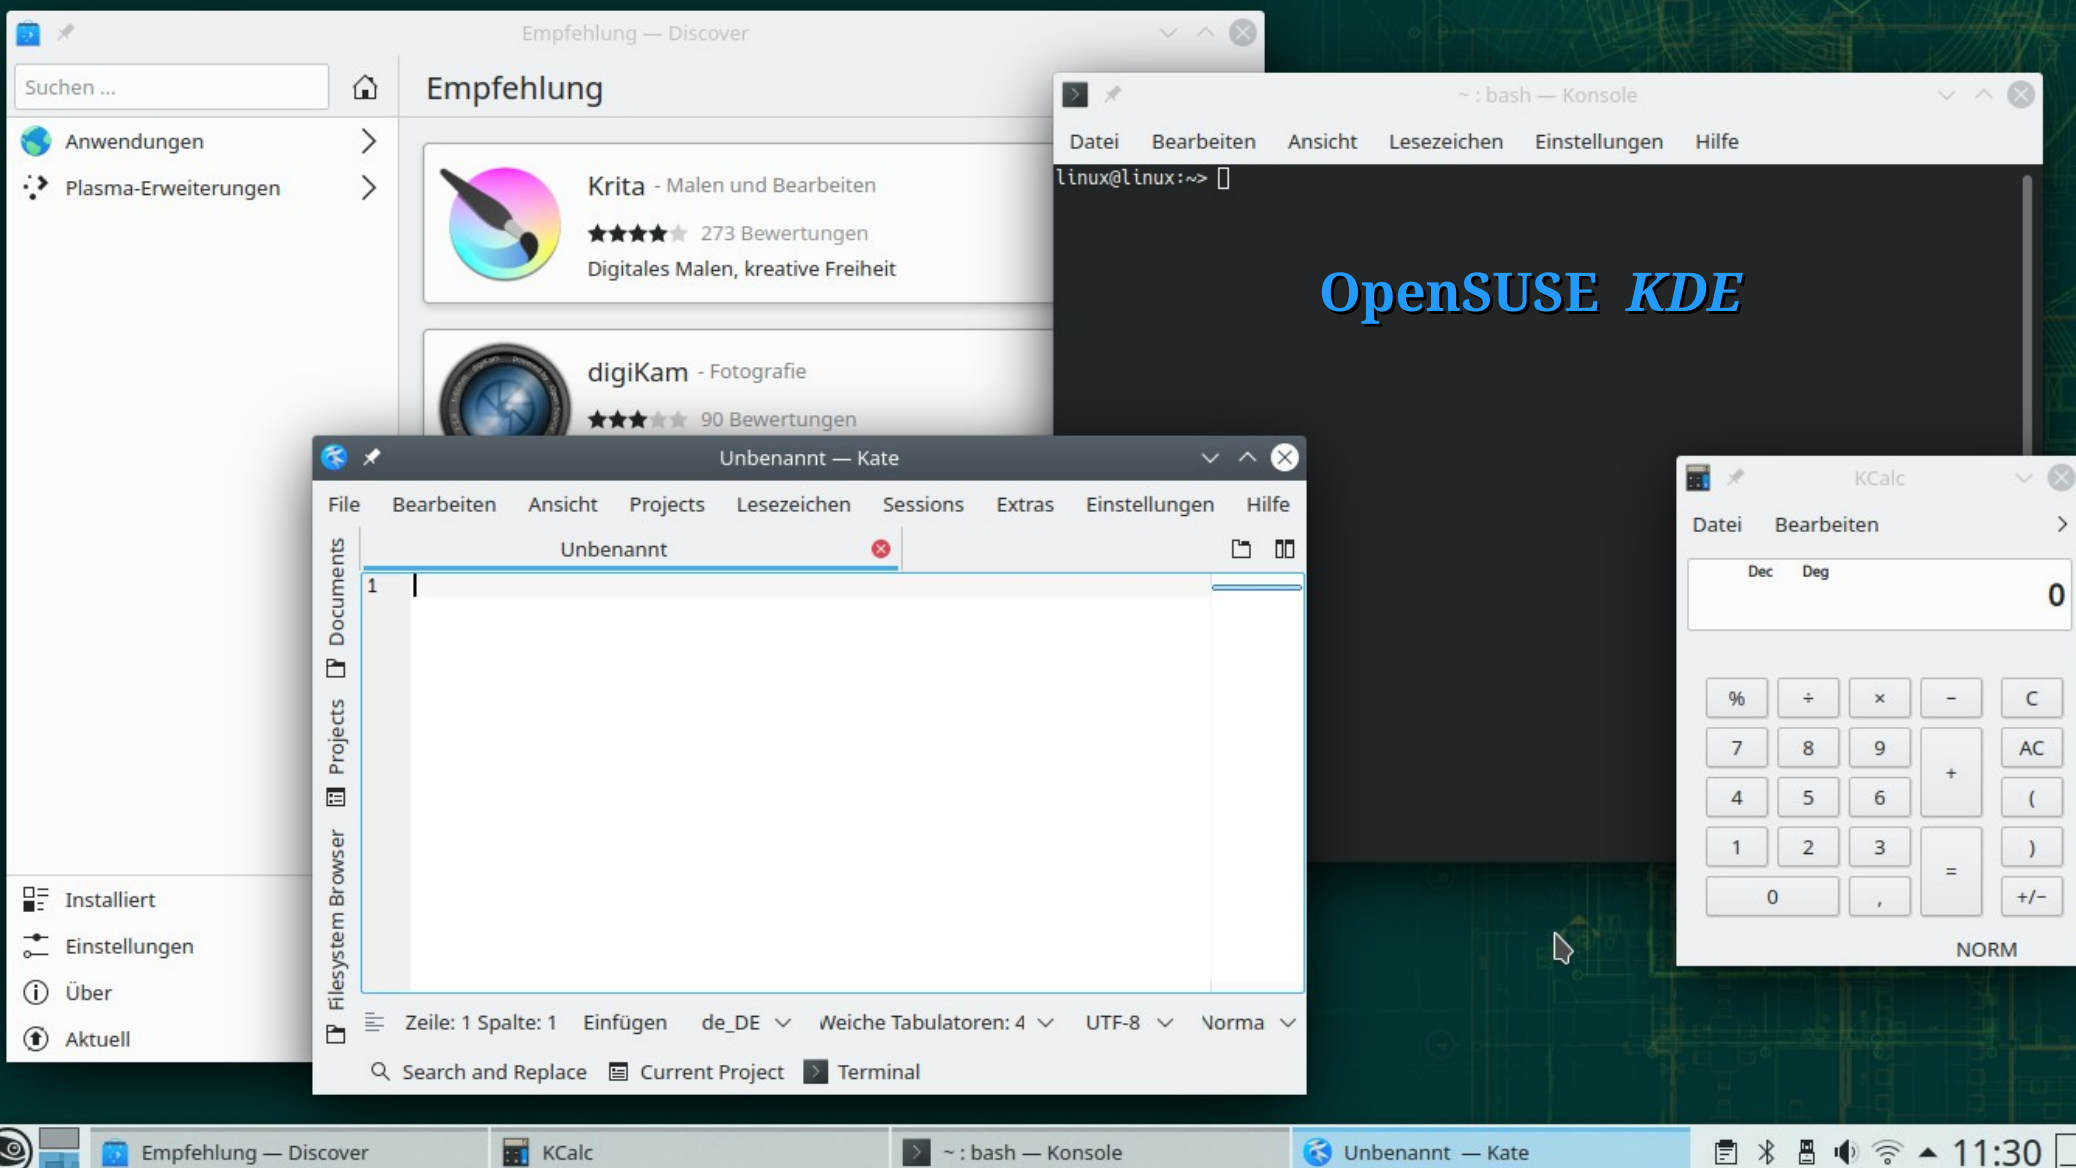 Empfehlung — Discover
Suchen ...
Empfehlung
Anwendungen
Plasma-Erweiterungen
Krita - Malen und Bearbeiten
273 Bewertungen
Digitales Malen, kreative Freiheit
digiKam - Fotografie
90 Bewertungen
Installiert
Einstellungen
Über
Aktuell
~ : bash — Konsole
Datei Bearbeiten Ansicht Lesezeichen Einstellungen Hilfe
linux@linux:~>
OpenSUSE KDE
Unbenannt — Kate
File Bearbeiten Ansicht Projects Lesezeichen Sessions Extras Einstellungen Hilfe
Unbenannt
Documents
Projects
Filesystem Browser
1
Zeile: 1 Spalte: 1 Einfügen de_DE Weiche Tabulatoren: 4 UTF-8 Norma
Search and Replace Current Project Terminal
KCalc
Datei Bearbeiten
Dec Deg
0
% ÷ × − C
7 8 9 + AC
4 5 6 (
1 2 3 = )
0 , +/−
NORM
Empfehlung — Discover KCalc ~ : bash — Konsole Unbenannt — Kate 11:30